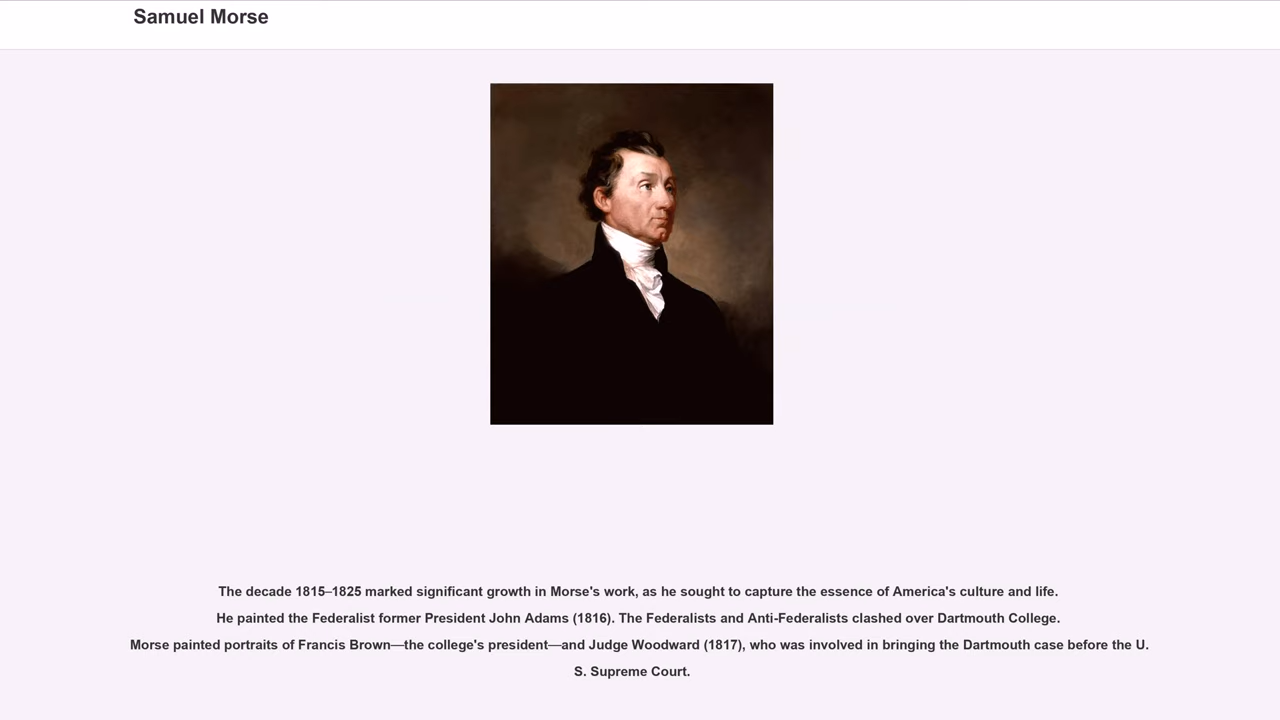 Samuel Morse
The decade 1815–1825 marked significant growth in Morse's work, as he sought to capture the essence of America's culture and life.
He painted the Federalist former President John Adams (1816). The Federalists and Anti-Federalists clashed over Dartmouth College.
Morse painted portraits of Francis Brown—the college's president—and Judge Woodward (1817), who was involved in bringing the Dartmouth case before the U.
S. Supreme Court.